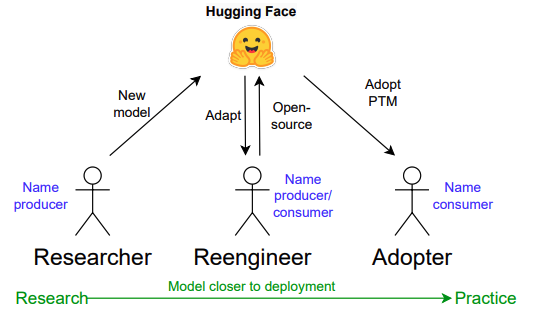 Hugging Face
New
model
Adapt
Open-
source
Adopt
PTM
Name
producer
Name
producer/
consumer
Name
consumer
Researcher
Reengineer
Adopter
Model closer to deployment
Research
Practice